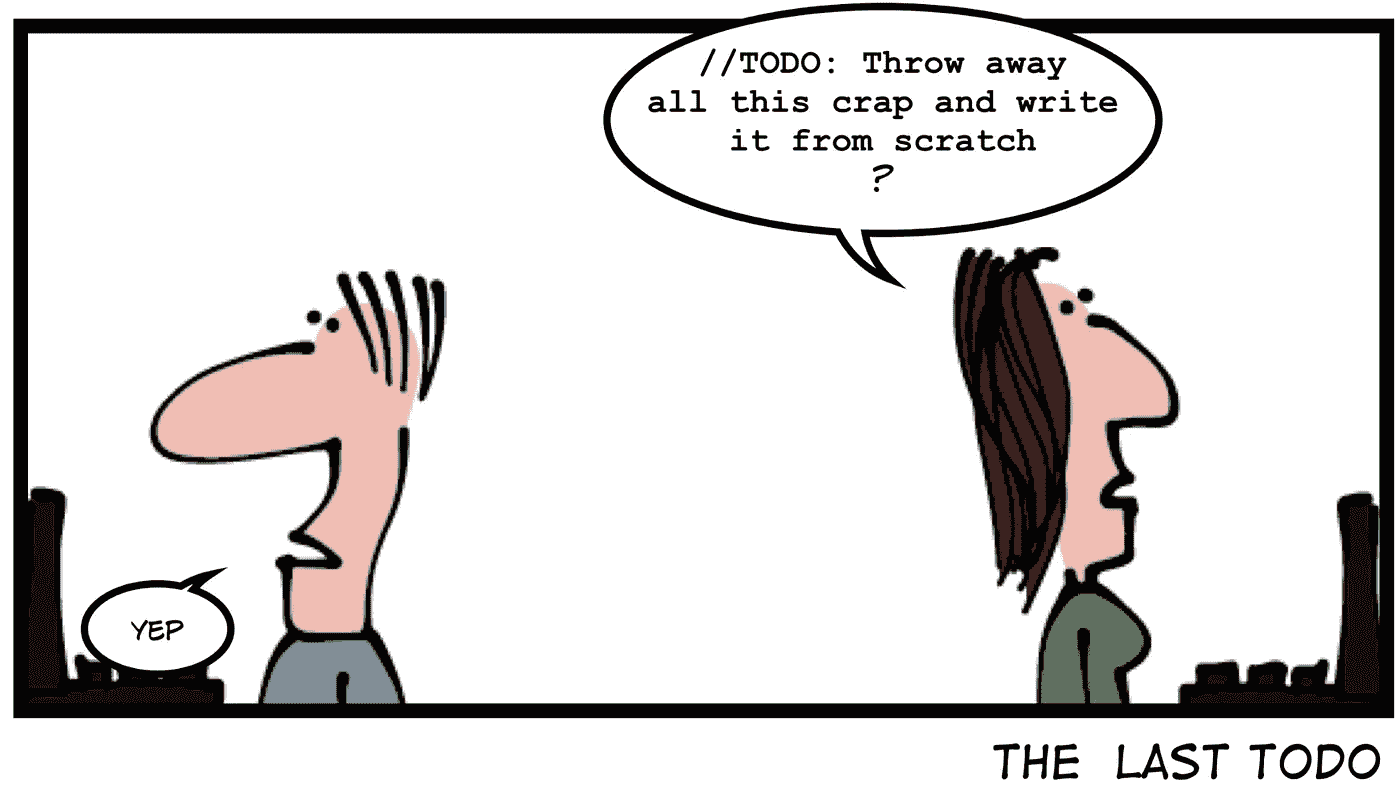 //TODO: Throw away
all this crap and write
it from scratch
?
YEP
THE LAST TODO